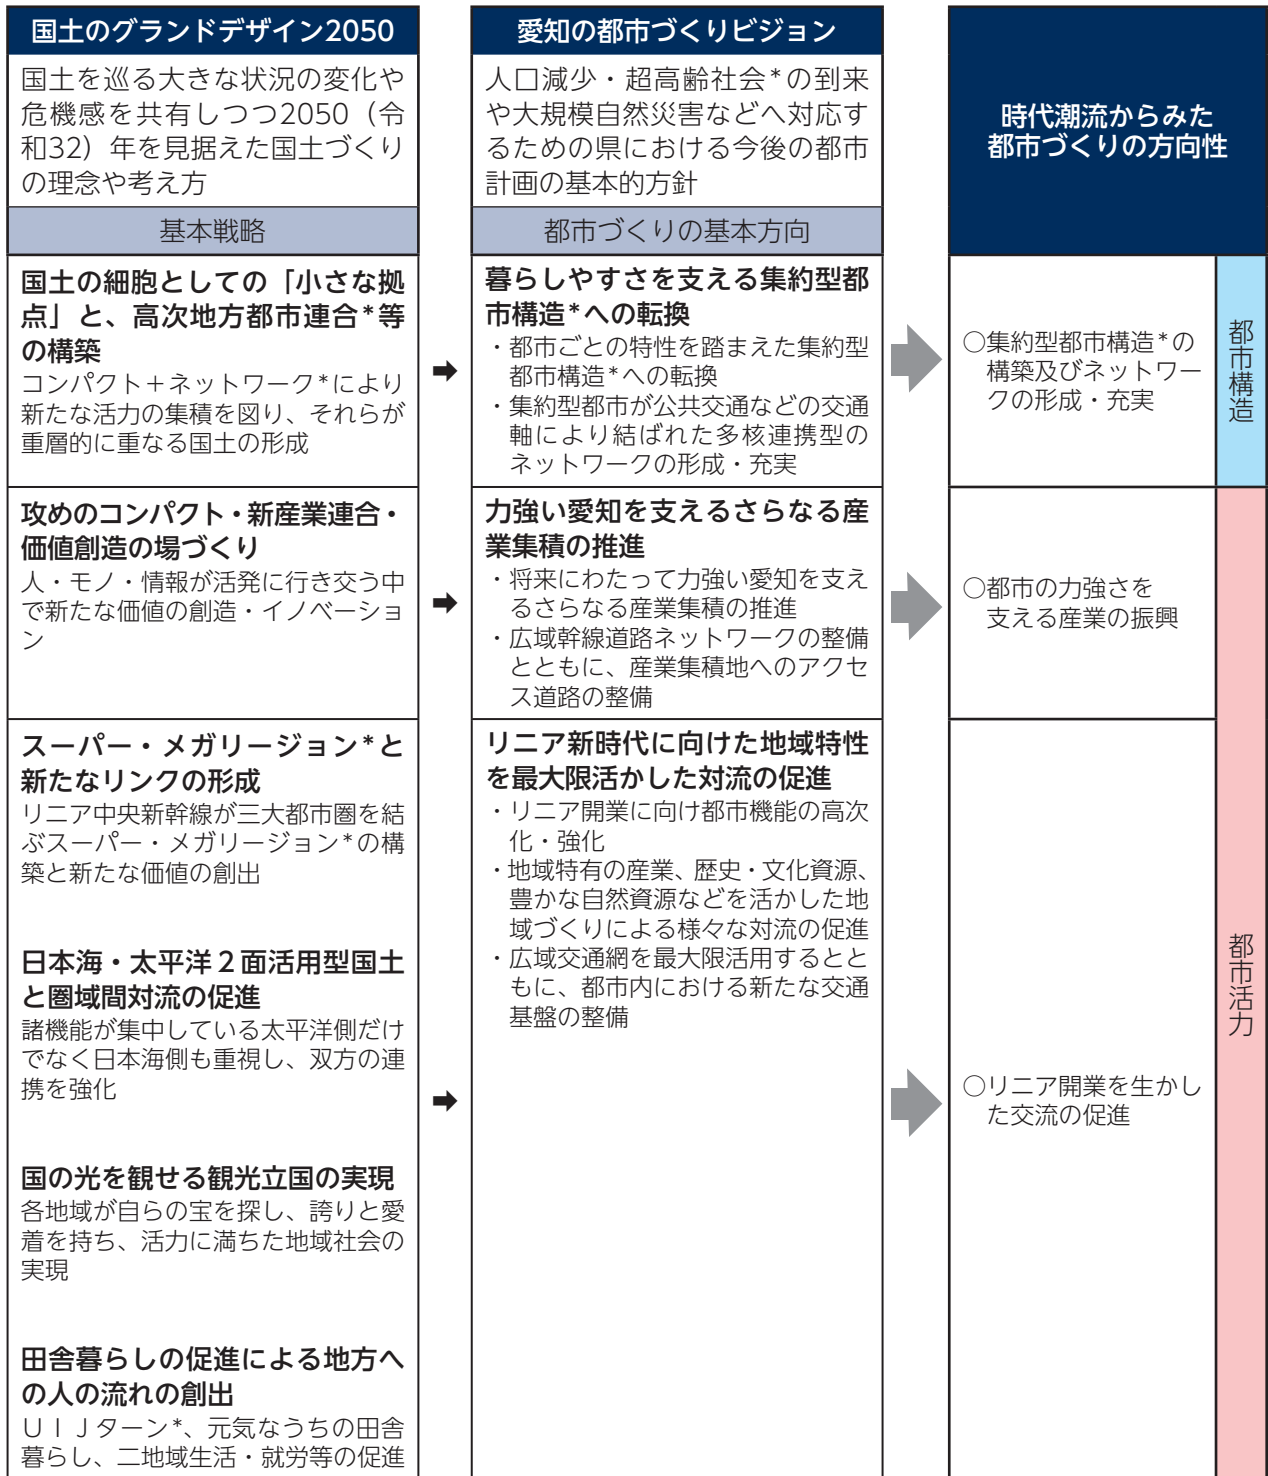 国土のグランドデザイン2050
国土を巡る大きな状況の変化や
危機感を共有しつつ2050（令
和32）年を見据えた国土づくり
の理念や考え方
基本戦略
国土の細胞としての「小さな拠
点」と、高次地方都市連合*等
の構築
コンパクト＋ネットワーク*により
新たな活力の集積を図り、それらが
重層的に重なる国土の形成
攻めのコンパクト・新産業連合・
価値創造の場づくり
人・モノ・情報が活発に行き交う中
で新たな価値の創造・イノベーショ
ン
スーパー・メガリージョン*と
新たなリンクの形成
リニア中央新幹線が三大都市圏を結
ぶスーパー・メガリージョン*の構
築と新たな価値の創出
日本海・太平洋２面活用型国土
と圏域間対流の促進
諸機能が集中している太平洋側だけ
でなく日本海側も重視し、双方の連
携を強化
国の光を観せる観光立国の実現
各地域が自らの宝を探し、誇りと愛
着を持ち、活力に満ちた地域社会の
実現
田舎暮らしの促進による地方へ
の人の流れの創出
ＵＩＪターン*、元気なうちの田舎
暮らし、二地域生活・就労等の促進
愛知の都市づくりビジョン
人口減少・超高齢社会*の到来
や大規模自然災害などへ対応す
るための県における今後の都市
計画の基本的方針
都市づくりの基本方向
暮らしやすさを支える集約型都
市構造*への転換
・都市ごとの特性を踏まえた集約型
都市構造*への転換
・集約型都市が公共交通などの交通
軸により結ばれた多核連携型の
ネットワークの形成・充実
力強い愛知を支えるさらなる産
業集積の推進
・将来にわたって力強い愛知を支え
るさらなる産業集積の推進
・広域幹線道路ネットワークの整備
とともに、産業集積地へのアクセ
ス道路の整備
リニア新時代に向けた地域特性
を最大限活かした対流の促進
・リニア開業に向け都市機能の高次
化・強化
・地域特有の産業、歴史・文化資源、
豊かな自然資源などを活かした地
域づくりによる様々な対流の促進
・広域交通網を最大限活用するとと
もに、都市内における新たな交通
基盤の整備
時代潮流からみた
都市づくりの方向性
○集約型都市構造*の
構築及びネットワー
クの形成・充実
都市構造
○都市の力強さを
支える産業の振興
○リニア開業を生かし
た交流の促進
都市活力